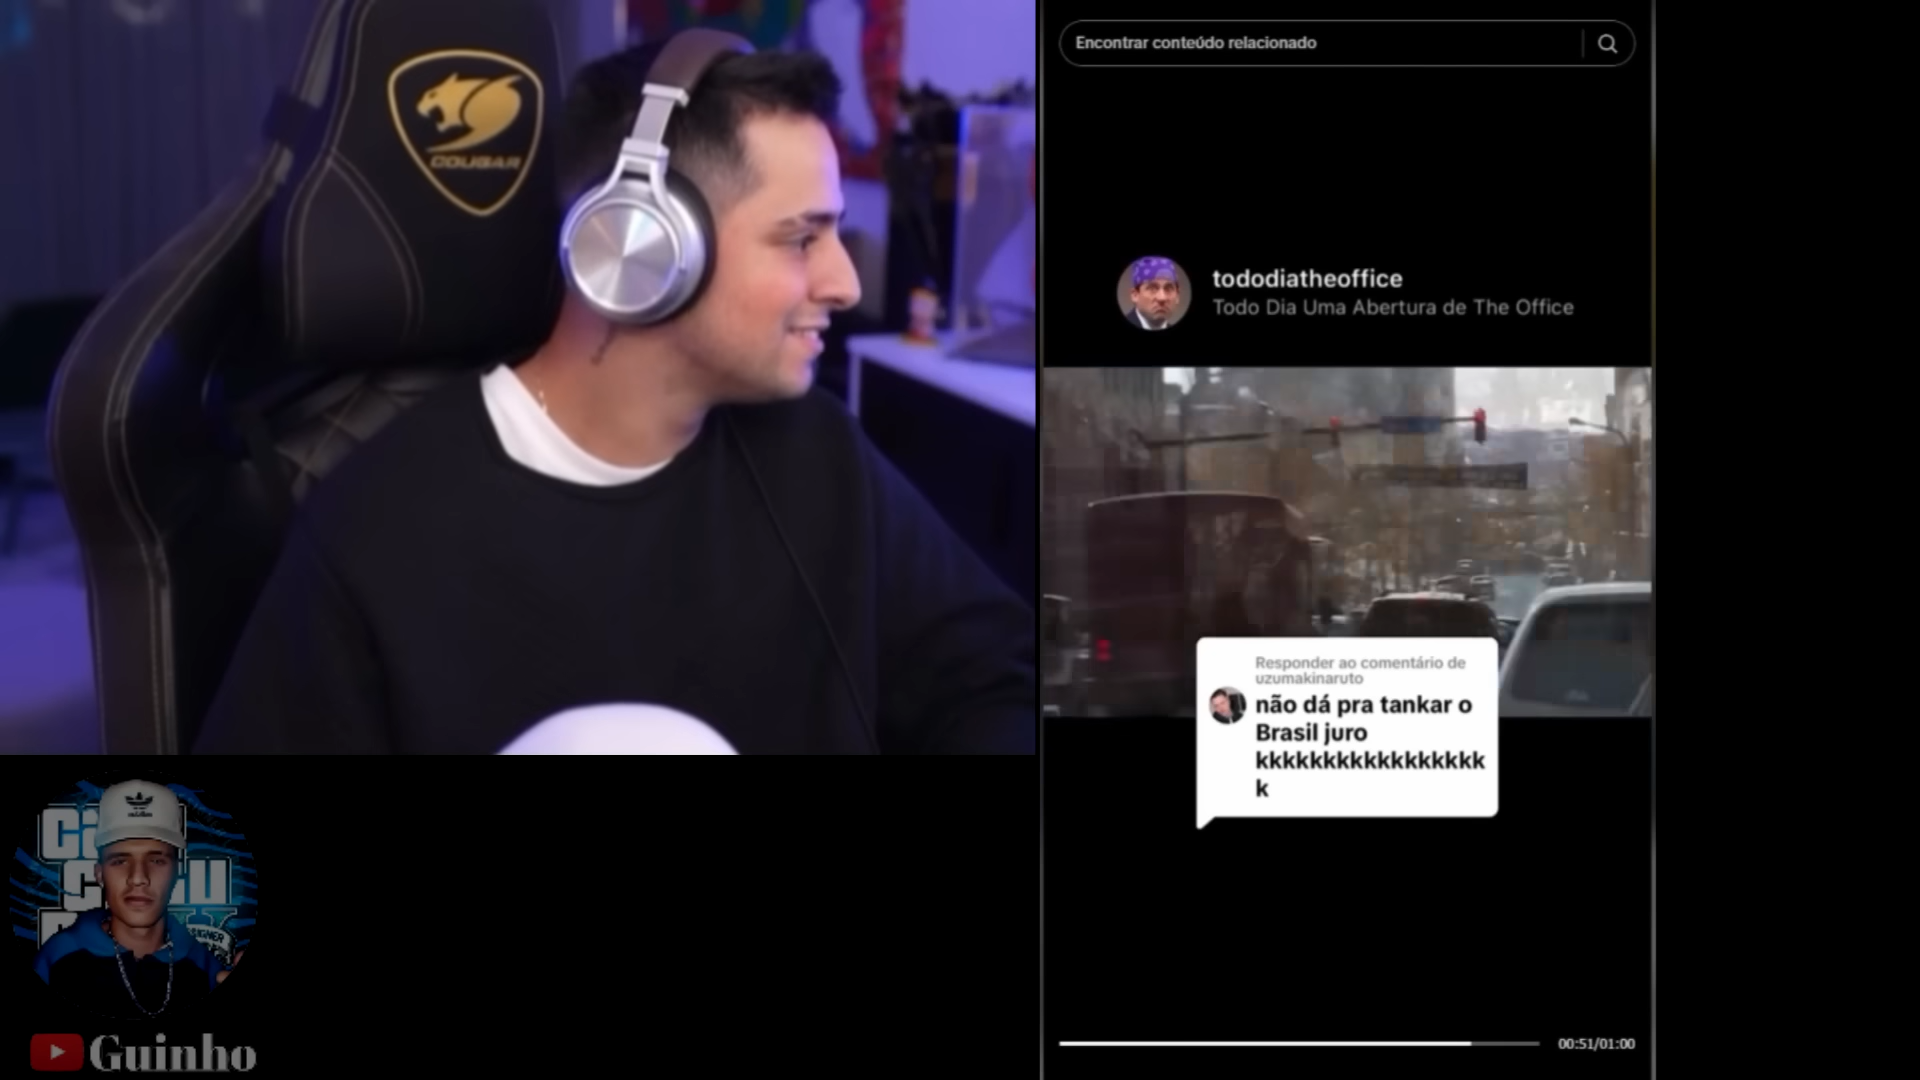 COUGAR
Encontrar conteúdo relacionado
tododiatheoffice
Todo Dia Uma Abertura de The Office
Responder ao comentário de
uzumakinaruto
não dá pra tankar o
Brasil juro
kkkkkkkkkkkkkkkkk
k
00:51/01:00
Guinho